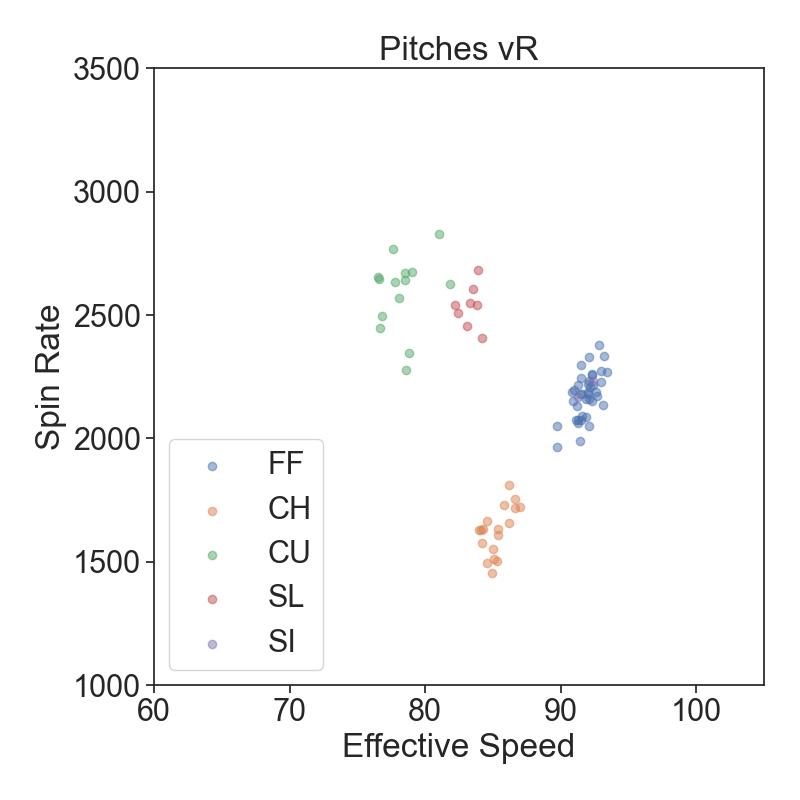 Pitches vR
3500
3000
2500
2000
1500
1000
Spin Rate
FF
CH
CU
SL
SI
60 70 80 90 100
Effective Speed